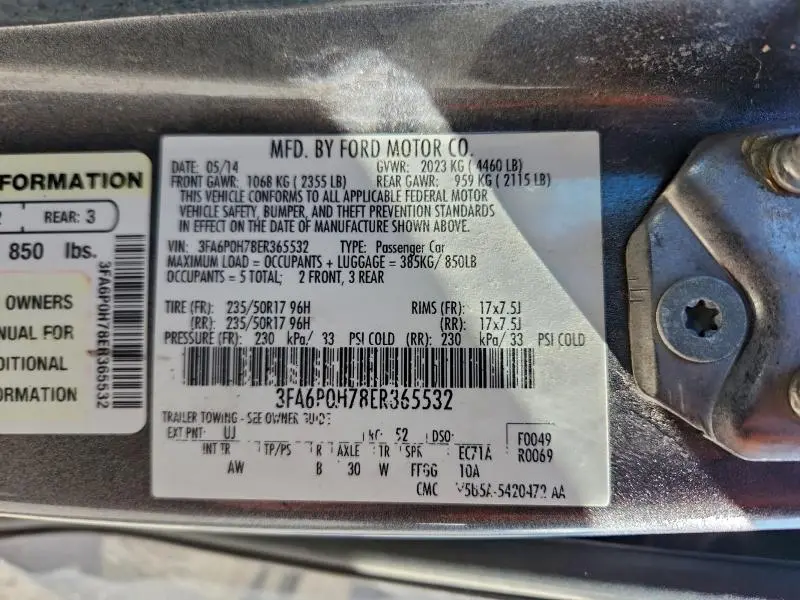 FORMATION
2 REAR: 3
850 lbs.
OWNERS
NUAL FOR
DITIONAL
ORMATION
3FA6P0H78ER365532
MFD. BY FORD MOTOR CO.
DATE: 05/14 GVWR: 2023 KG (4460 LB)
FRONT GAWR: 1068 KG (2355 LB) REAR GAWR: 959 KG (2115 LB)
THIS VEHICLE CONFORMS TO ALL APPLICABLE FEDERAL MOTOR
VEHICLE SAFETY, BUMPER, AND THEFT PREVENTION STANDARDS
IN EFFECT ON THE DATE OF MANUFACTURE SHOWN ABOVE.
VIN: 3FA6P0H78ER365532 TYPE: Passenger Car
MAXIMUM LOAD = OCCUPANTS + LUGGAGE = 385KG/ 850LB
OCCUPANTS = 5 TOTAL; 2 FRONT, 3 REAR
TIRE (FR): 235/50R17 96H RIMS (FR): 17x7.5J
(RR): 235/50R17 96H (RR): 17x7.5J
PRESSURE (FR): 230 kPa/ 33 PSI COLD (RR): 230 kPa/ 33 PSI COLD
3FA6P0H78ER365532
TRAILER TOWING - SEE OWNER GUIDE
EXT PNT: UJ RC: 52 DSO: F0049
INT TR TP/PS R AXLE TR SPR EC71A R0069
AW B 30 W FFGG 10A
CMC